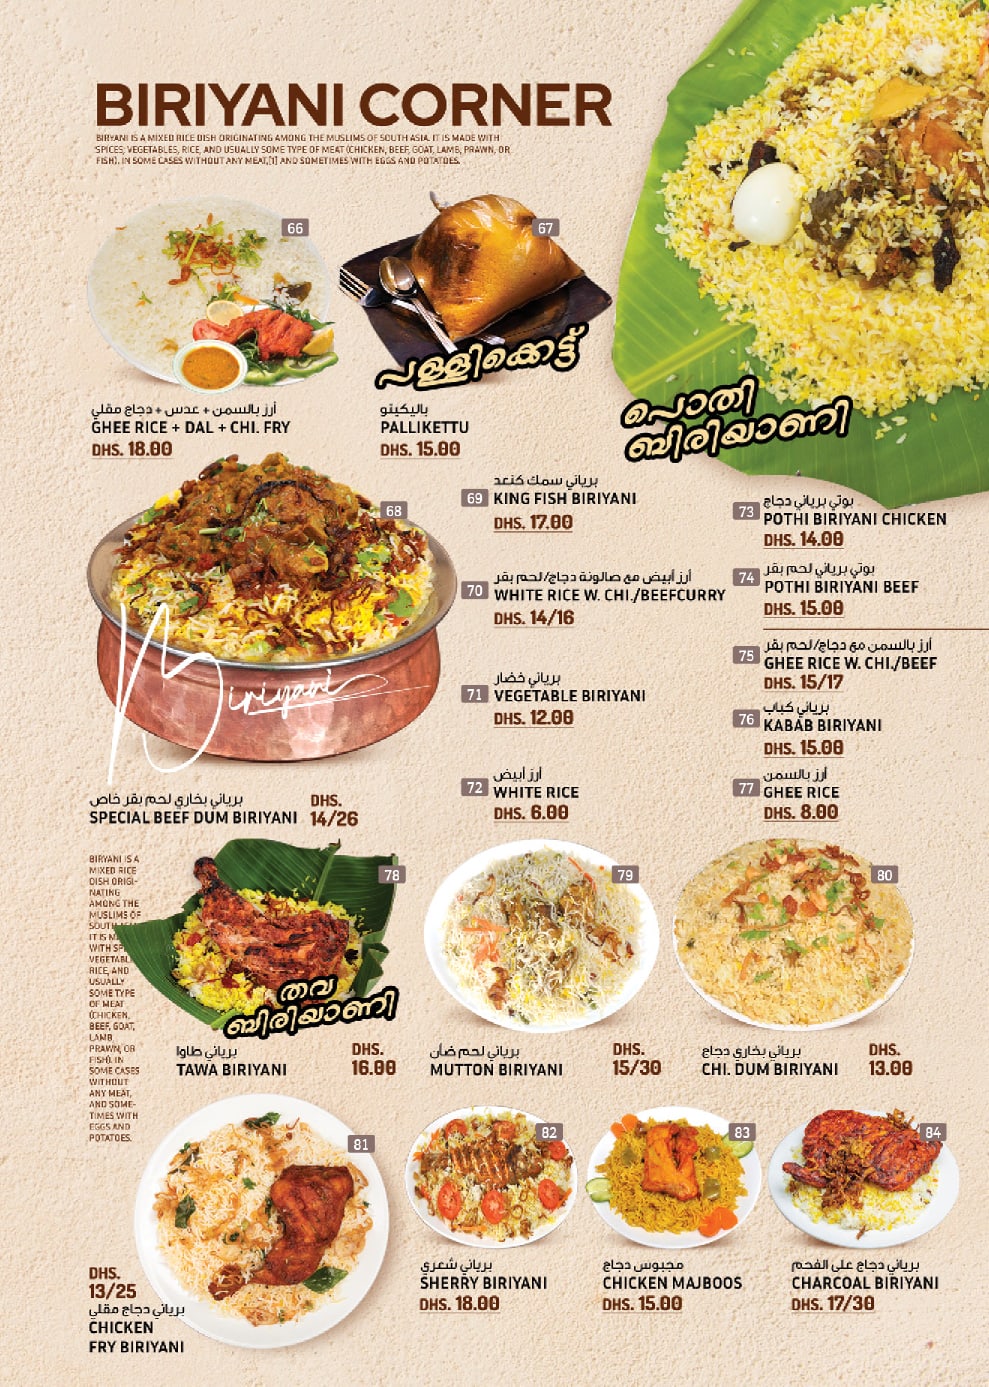 BIRIYANI CORNER
BIRYANI IS A MIXED RICE DISH ORIGINATING AMONG THE MUSLIMS OF SOUTH ASIA. IT IS MADE WITH
SPICES, VEGETABLES, RICE, AND USUALLY SOME TYPE OF MEAT (CHICKEN, BEEF, GOAT, LAMB, PRAWN, OR
FISH). IN SOME CASES WITHOUT ANY MEAT,[1] AND SOMETIMES WITH EGGS AND POTATOES.
66
أرز بالسمن + عدس + دجاج مقلي
GHEE RICE + DAL + CHI. FRY
DHS. 18.00
67
പള്ളിക്കെട്ട്
باليكيتو
PALLIKETTU
DHS. 15.00
പൊതി
ബിരിയാണി
68
Biriyani
برياني بخاري لحم بقر خاص
SPECIAL BEEF DUM BIRIYANI
DHS.
14/26
69
برياني سمك كنعد
KING FISH BIRIYANI
DHS. 17.00
70
أرز أبيض مع صالونة دجاج/لحم بقر
WHITE RICE W. CHI./BEEFCURRY
DHS. 14/16
71
برياني خضار
VEGETABLE BIRIYANI
DHS. 12.00
72
أرز أبيض
WHITE RICE
DHS. 6.00
73
بوتي برياني دجاج
POTHI BIRIYANI CHICKEN
DHS. 14.00
74
بوتي برياني لحم بقر
POTHI BIRIYANI BEEF
DHS. 15.00
75
أرز بالسمن مع دجاج/لحم بقر
GHEE RICE W. CHI./BEEF
DHS. 15/17
76
برياني كباب
KABAB BIRIYANI
DHS. 15.00
77
أرز بالسمن
GHEE RICE
DHS. 8.00
BIRYANI IS A
MIXED RICE
DISH ORIGI-
NATING
AMONG THE
MUSLIMS OF
SOUTH
IT IS
WITH
VEGETABL
RICE, AND
USUALLY
SOME TYPE
OF MEAT
(CHICKEN,
BEEF, GOAT,
LAMB,
PRAWN, OR
FISH). IN
SOME CASES
WITHOUT
ANY MEAT,
AND SOME-
TIMES WITH
EGGS AND
POTATOES.
78
തവ
ബിരിയാണി
برياني طاوا
TAWA BIRIYANI
DHS.
16.00
79
برياني لحم ضأن
MUTTON BIRIYANI
DHS.
15/30
80
برياني بخاري دجاج
CHI. DUM BIRIYANI
DHS.
13.00
81
DHS.
13/25
برياني دجاج مقلي
CHICKEN
FRY BIRIYANI
82
برياني شعري
SHERRY BIRIYANI
DHS. 18.00
83
مجبوس دجاج
CHICKEN MAJBOOS
DHS. 15.00
84
برياني دجاج على الفحم
CHARCOAL BIRIYANI
DHS. 17/30